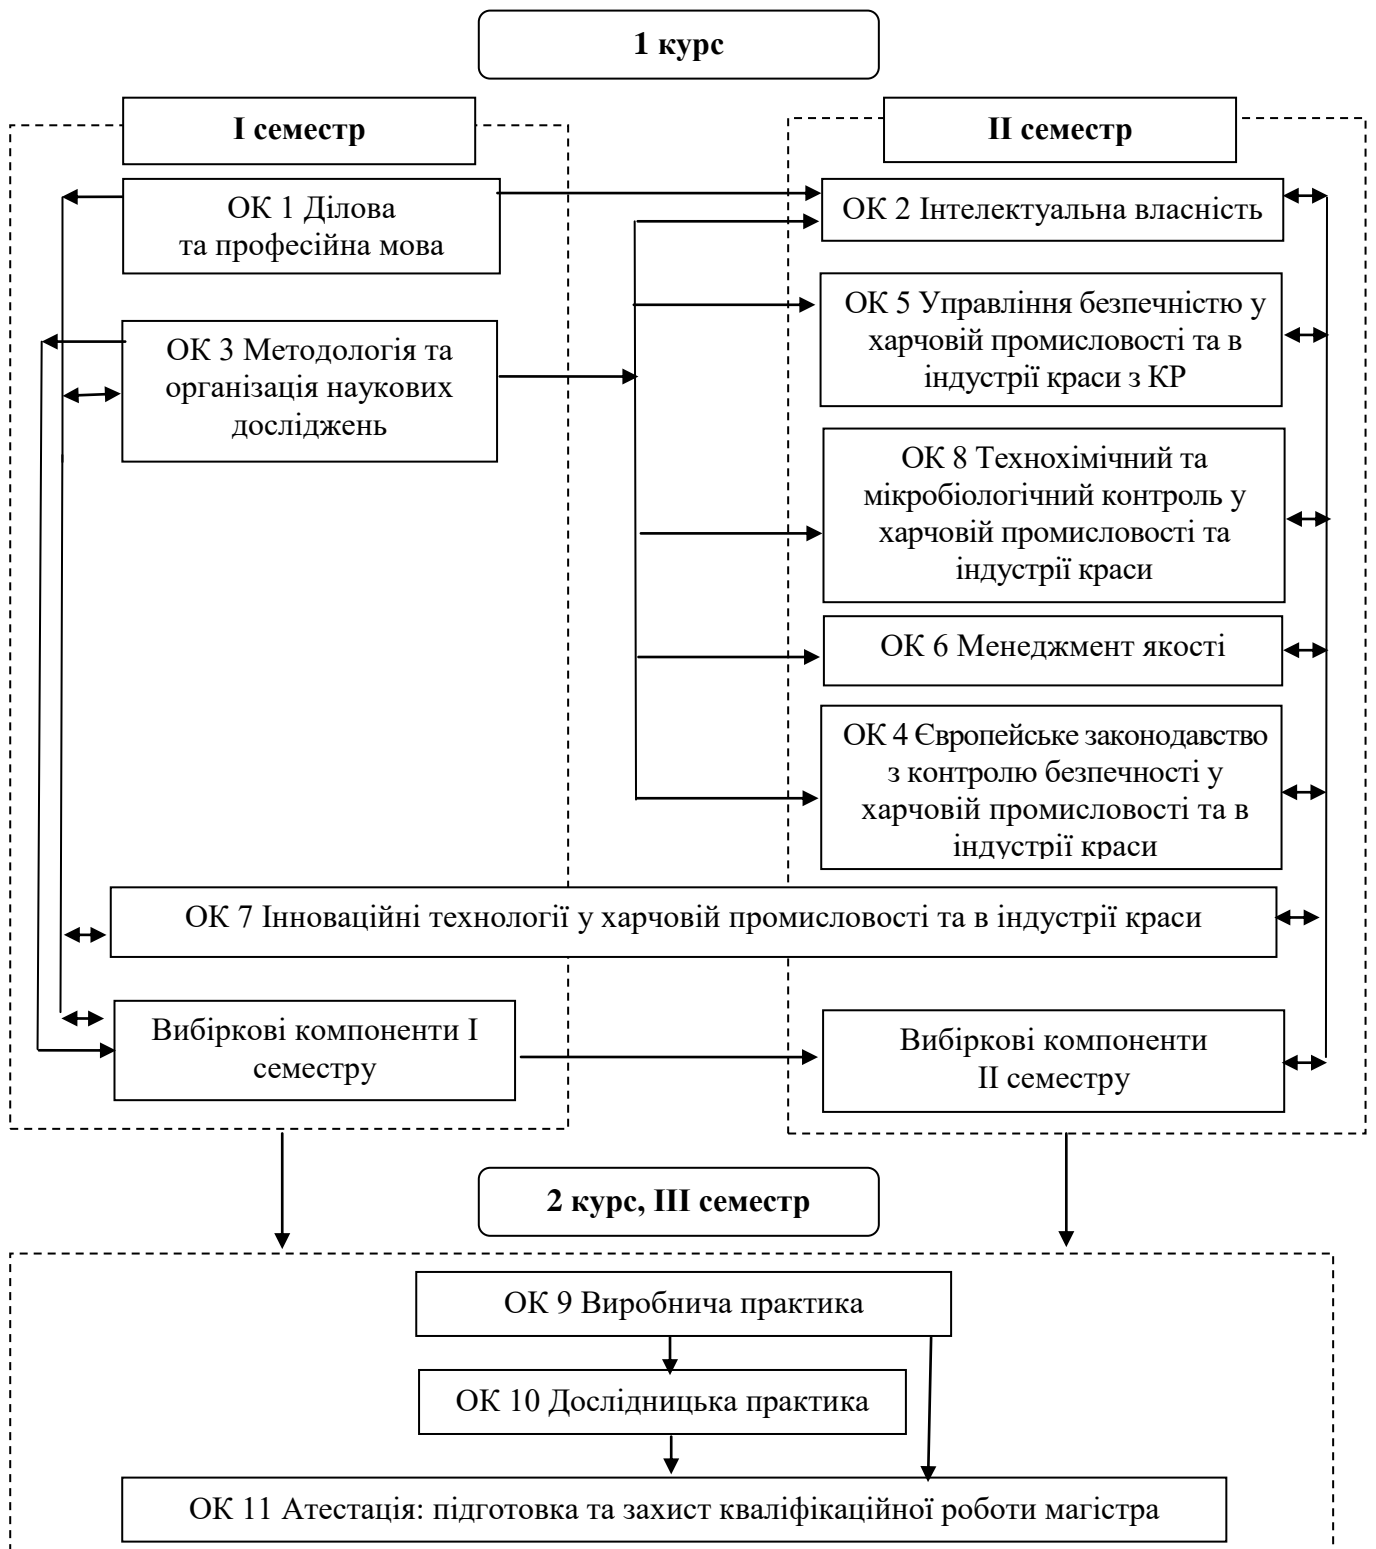 1 курс
І семестр
ІІ семестр
ОК 1 Ділова
та професійна мова
ОК 2 Інтелектуальна власність
ОК 3 Методологія та
організація наукових
досліджень
ОК 5 Управління безпечністю у
харчовій промисловості та в
індустрії краси з КР
ОК 8 Технохімічний та
мікробіологічний контроль у
харчовій промисловості та
індустрії краси
ОК 6 Менеджмент якості
ОК 4 Європейське законодавство
з контролю безпечності у
харчовій промисловості та в
індустрії краси
ОК 7 Інноваційні технології у харчовій промисловості та в індустрії краси
Вибіркові компоненти І
семестру
Вибіркові компоненти
ІІ семестру
2 курс, ІІІ семестр
ОК 9 Виробнича практика
ОК 10 Дослідницька практика
ОК 11 Атестація: підготовка та захист кваліфікаційної роботи магістра